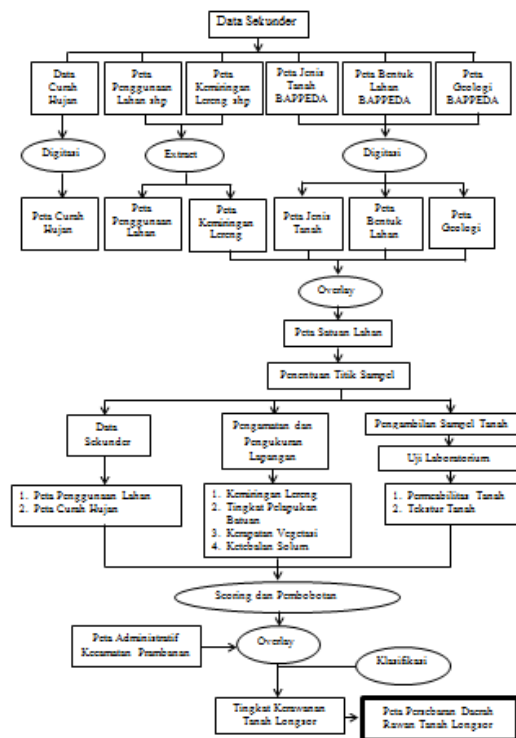 Data Sekunder
Data
Curah
Hujan
Peta
Penggunaan
Lahan shp
Peta
Kemiringan
Lereng shp
Peta Jenis
Tanah
BAPPEDA
Peta Bentuk
Lahan
BAPPEDA
Peta
Geologi
BAPPEDA
Digitasi
Extract
Digitasi
Peta Curah
Hujan
Peta
Penggunaan
Lahan
Peta
Kemiringan
Lereng
Peta Jenis
Tanah
Peta
Bentuk
Lahan
Peta
Geologi
Overlay
Peta Satuan Lahan
Penentuan Titik Sampel
Data
Sekunder
Pengamatan dan
Pengukuran
Lapangan
Pengambilan Sampel Tanah
Uji Laboratorium
1. Peta Penggunaan Lahan
2. Peta Curah Hujan
1. Kemiringan Lereng
2. Tingkat Pelapukan
Batuan
3. Kerapatan Vegetasi
4. Ketebalan Solum
1. Permeabilitas Tanah
2. Tekstur Tanah
Scoring dan Pembobotan
Peta Administratif
Kecamatan Prambanan
Overlay
Klasifikasi
Tingkat Kerawanan
Tanah Longsor
Peta Persebaran Daerah
Rawan Tanah Longsor